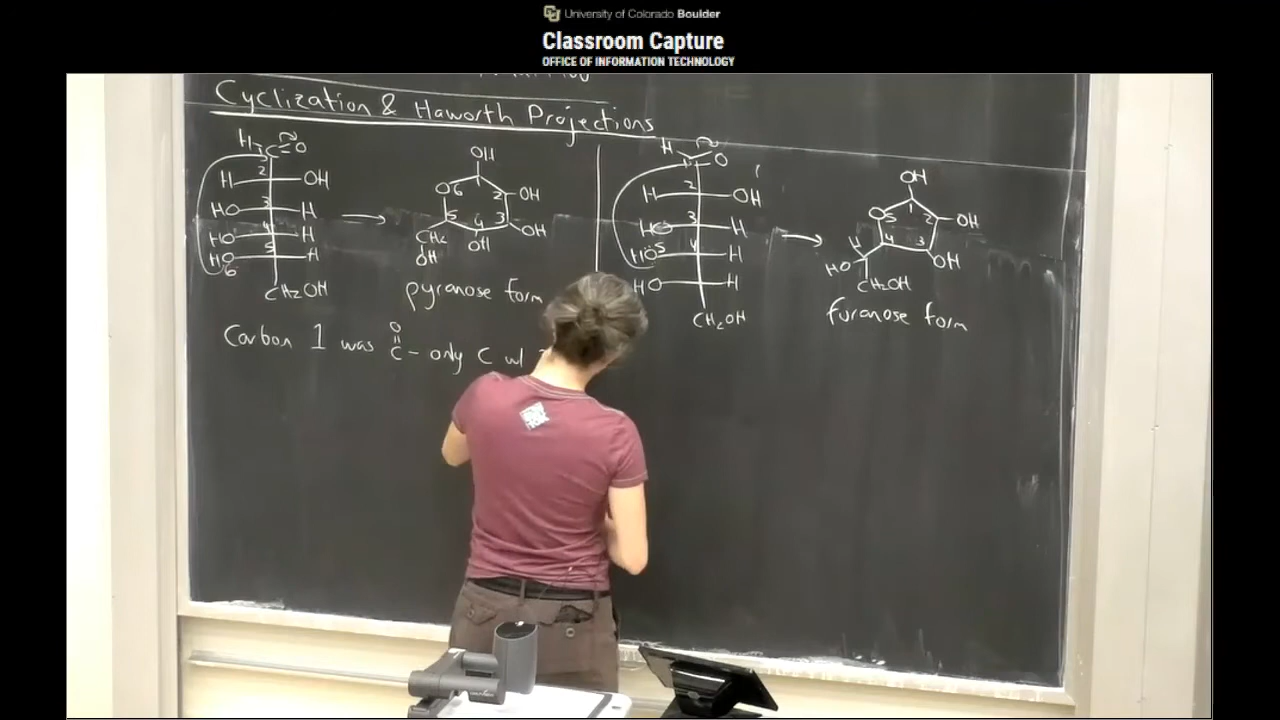 University of Colorado Boulder
Classroom Capture
OFFICE OF INFORMATION TECHNOLOGY
Cyclization & Haworth Projections
H C O
H 2 OH
HO 3 H
HO 4 H
HO 5 H
6
CH2OH
OH
O 6 1
2 OH
5 4 3 OH
CH2 OH
OH
pyranose form
H O
H 2 OH
HO 3 H
HÖ 5 4 H
HO H
CH2OH
OH
O 5 1
2 OH
4 3 OH
H
HO
CH2OH
furanose form
O
Carbon 1 was C - only C w/